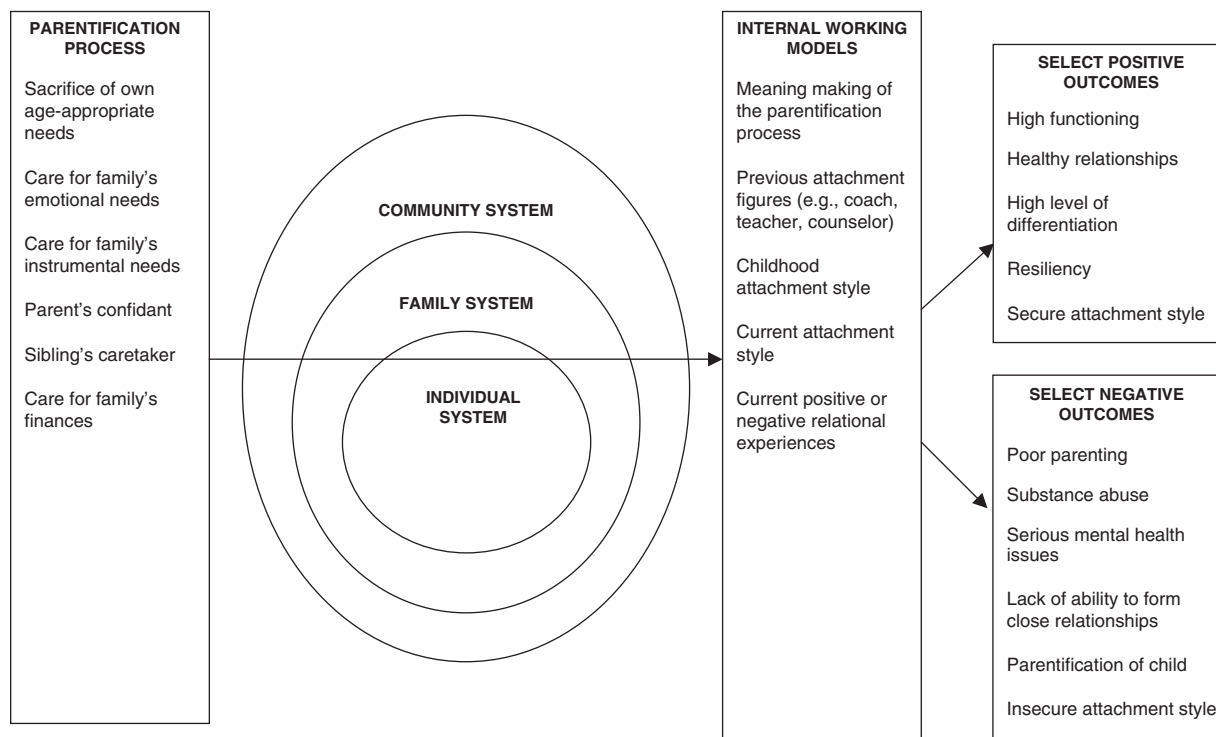 PARENTIFICATION
PROCESS
Sacrifice of own
age-appropriate
needs
Care for family's
emotional needs
Care for family's
instrumental needs
Parent's confidant
Sibling's caretaker
Care for family's
finances
COMMUNITY SYSTEM
FAMILY SYSTEM
INDIVIDUAL
SYSTEM
INTERNAL WORKING
MODELS
Meaning making of
the parentification
process
Previous attachment
figures (e.g., coach,
teacher, counselor)
Childhood
attachment style
Current attachment
style
Current positive or
negative relational
experiences
SELECT POSITIVE
OUTCOMES
High functioning
Healthy relationships
High level of
differentiation
Resiliency
Secure attachment style
SELECT NEGATIVE
OUTCOMES
Poor parenting
Substance abuse
Serious mental health
issues
Lack of ability to form
close relationships
Parentification of child
Insecure attachment style